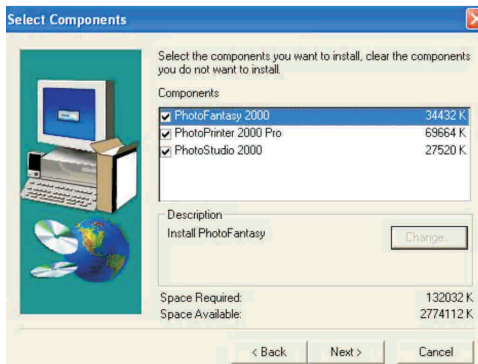 Select Components
Select the components you want to install, clear the components
you do not want to install.
Components
PhotoFantasy 2000 34432 K
PhotoPrinter 2000 Pro 69664 K
PhotoStudio 2000 27520 K
Description
Install PhotoFantasy
Change...
Space Required: 132032 K
Space Available: 2774112 K
< Back Next > Cancel